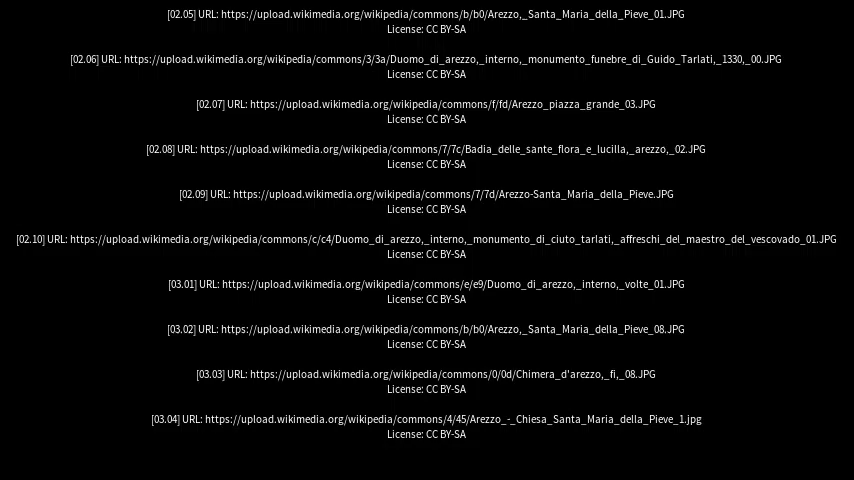 [02.05] URL: https://upload.wikimedia.org/wikipedia/commons/b/b0/Arezzo,_Santa_Maria_della_Pieve_01.JPG
License: CC BY-SA
[02.06] URL: https://upload.wikimedia.org/wikipedia/commons/3/3a/Duomo_di_arezzo,_interno,_monumento_funebre_di_Guido_Tarlati,_1330,_00.JPG
License: CC BY-SA
[02.07] URL: https://upload.wikimedia.org/wikipedia/commons/f/fd/Arezzo_piazza_grande_03.JPG
License: CC BY-SA
[02.08] URL: https://upload.wikimedia.org/wikipedia/commons/7/7c/Badia_delle_sante_flora_e_lucilla,_arezzo,_02.JPG
License: CC BY-SA
[02.09] URL: https://upload.wikimedia.org/wikipedia/commons/7/7d/Arezzo-Santa_Maria_della_Pieve.JPG
License: CC BY-SA
[02.10] URL: https://upload.wikimedia.org/wikipedia/commons/c/c4/Duomo_di_arezzo,_interno,_monumento_di_ciuto_tarlati,_affreschi_del_maestro_del_vescovado_01.JPG
License: CC BY-SA
[03.01] URL: https://upload.wikimedia.org/wikipedia/commons/e/e9/Duomo_di_arezzo,_interno_volte_01.JPG
License: CC BY-SA
[03.02] URL: https://upload.wikimedia.org/wikipedia/commons/b/b0/Arezzo,_Santa_Maria_della_Pieve_08.JPG
License: CC BY-SA
[03.03] URL: https://upload.wikimedia.org/wikipedia/commons/0/0d/Chimera_d'arezzo,_fi,_08.JPG
License: CC BY-SA
[03.04] URL: https://upload.wikimedia.org/wikipedia/commons/4/45/Arezzo_-_Chiesa_Santa_Maria_della_Pieve_1.jpg
License: CC BY-SA